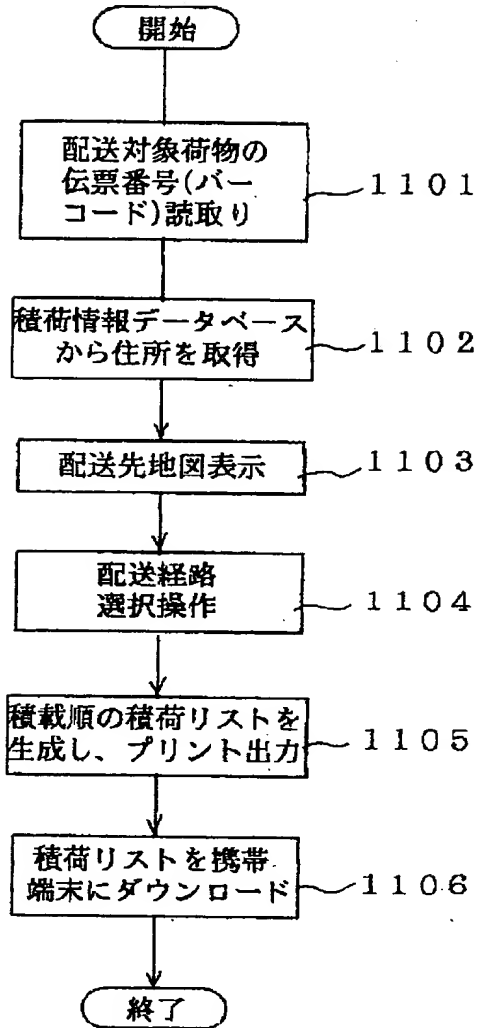 開始
配送対象荷物の
伝票番号(バー
コード)読取り
1101
積荷情報データベース
から住所を取得
1102
配送先地図表示
1103
配送経路
選択操作
1104
積載順の積荷リストを
生成し、プリント出力
1105
積荷リストを携帯
端末にダウンロード
1106
終了